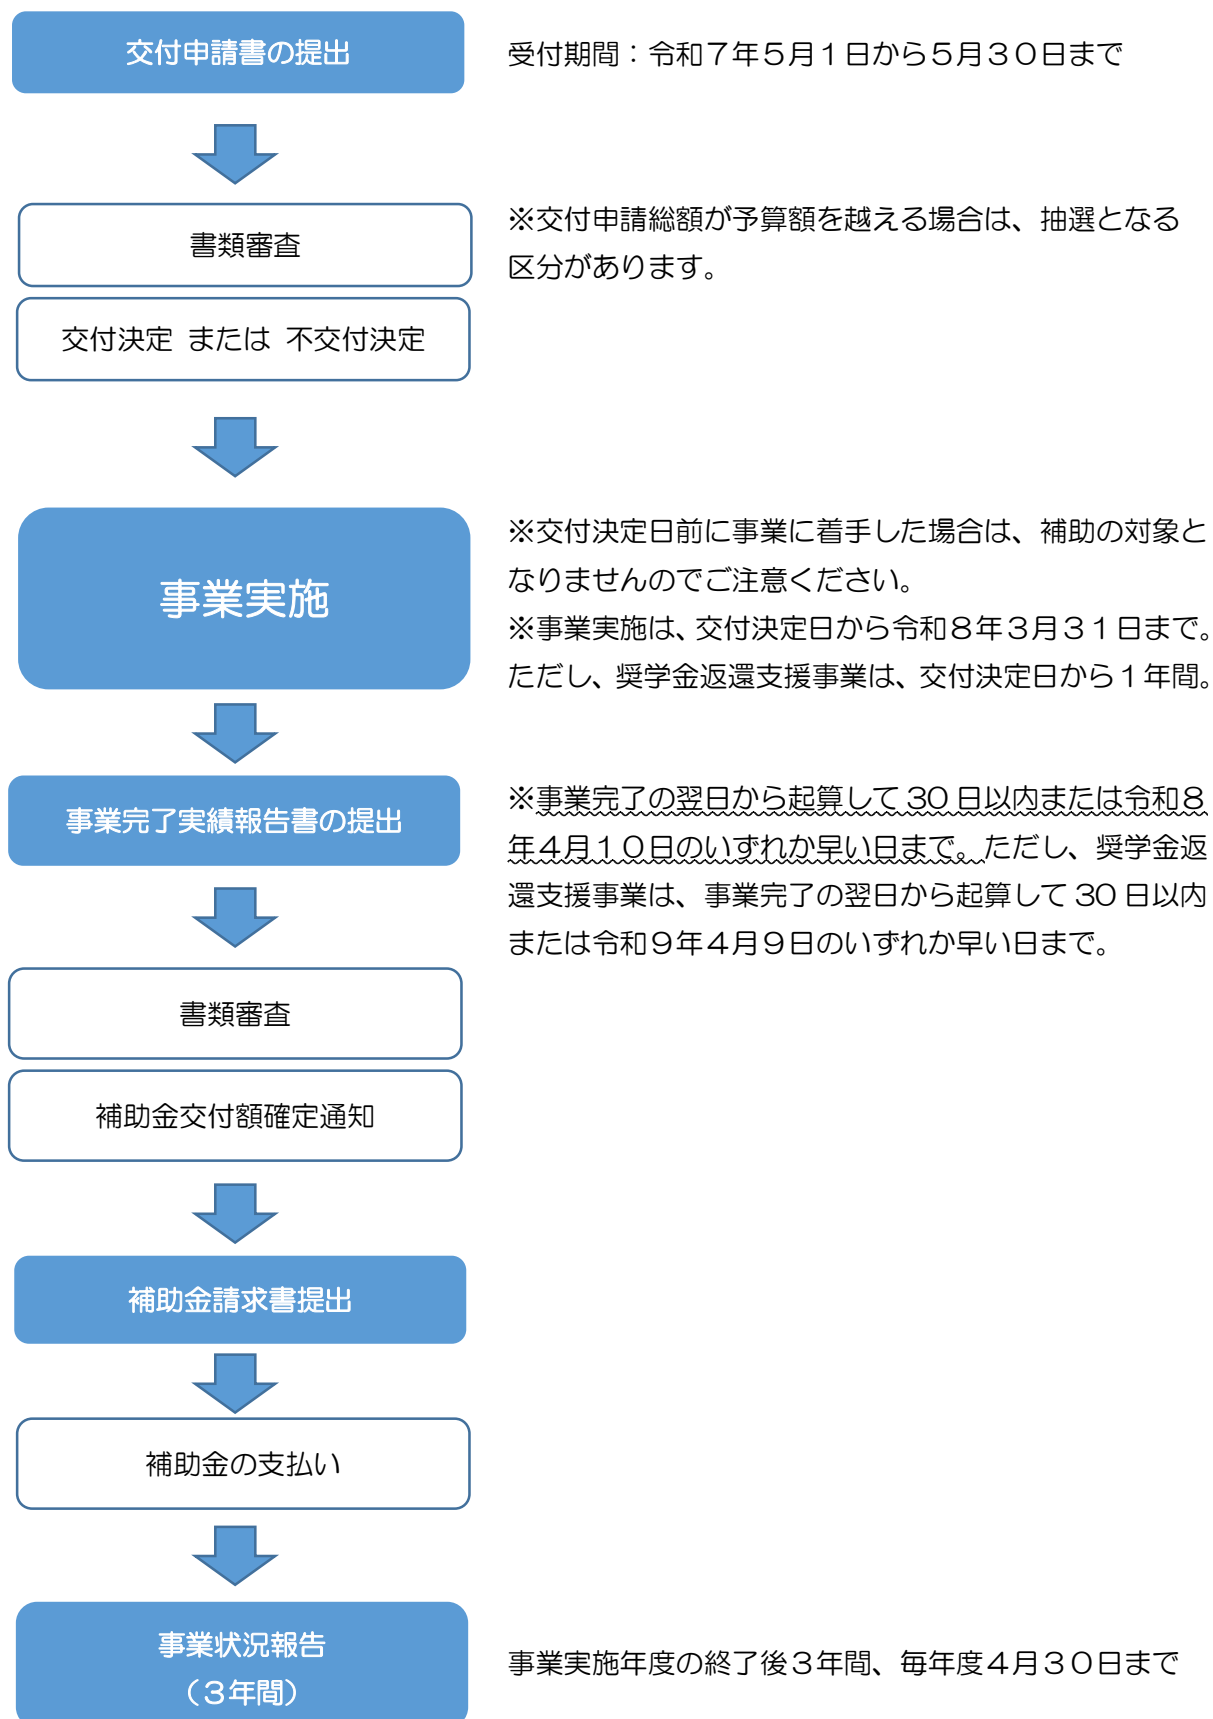 交付申請書の提出
受付期間：令和７年５月１日から５月３０日まで
書類審査
※交付申請総額が予算額を越える場合は、抽選となる
区分があります。
交付決定 または 不交付決定
事業実施
※交付決定日前に事業に着手した場合は、補助の対象と
なりませんのでご注意ください。
※事業実施は、交付決定日から令和８年３月３１日まで。
ただし、奨学金返還支援事業は、交付決定日から１年間。
事業完了実績報告書の提出
※事業完了の翌日から起算して 30 日以内または令和８
年４月１０日のいずれか早い日まで。ただし、奨学金返
還支援事業は、事業完了の翌日から起算して 30 日以内
または令和９年４月９日のいずれか早い日まで。
書類審査
補助金交付額確定通知
補助金請求書提出
補助金の支払い
事業状況報告
（３年間）
事業実施年度の終了後３年間、毎年度４月３０日まで